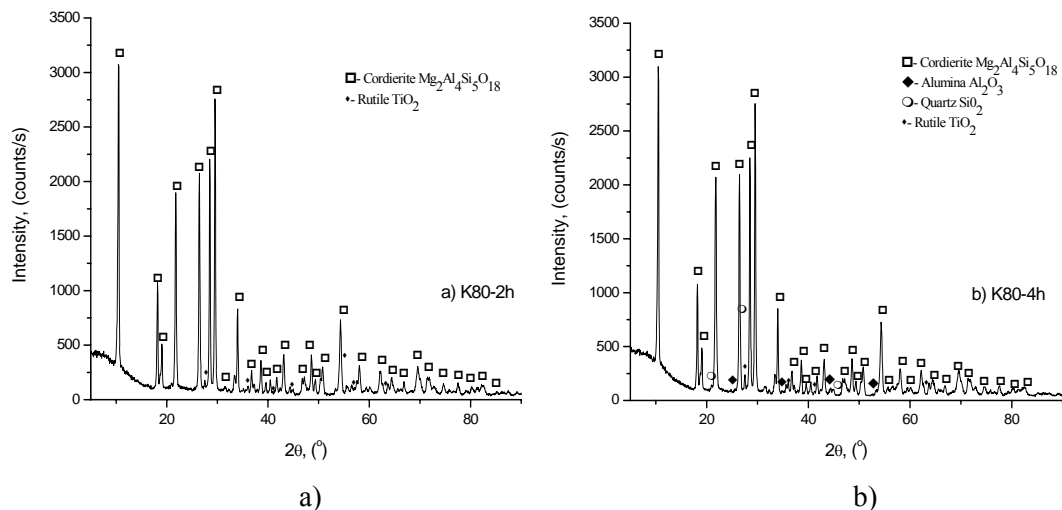 3500
3000
2500
2000
1500
1000
500
0
Intensity, (counts/s)
20
40
60
80
2θ, (°)
- Cordierite Mg₂Al₄Si₅O₁₈
- Rutile TiO₂
a) K80-2h
a)
3500
3000
2500
2000
1500
1000
500
0
Intensity, (counts/s)
20
40
60
80
2θ, (°)
- Cordierite Mg₂Al₄Si₅O₁₈
- Alumina Al₂O₃
- Quartz Si0₂
- Rutile TiO₂
b) K80-4h
b)